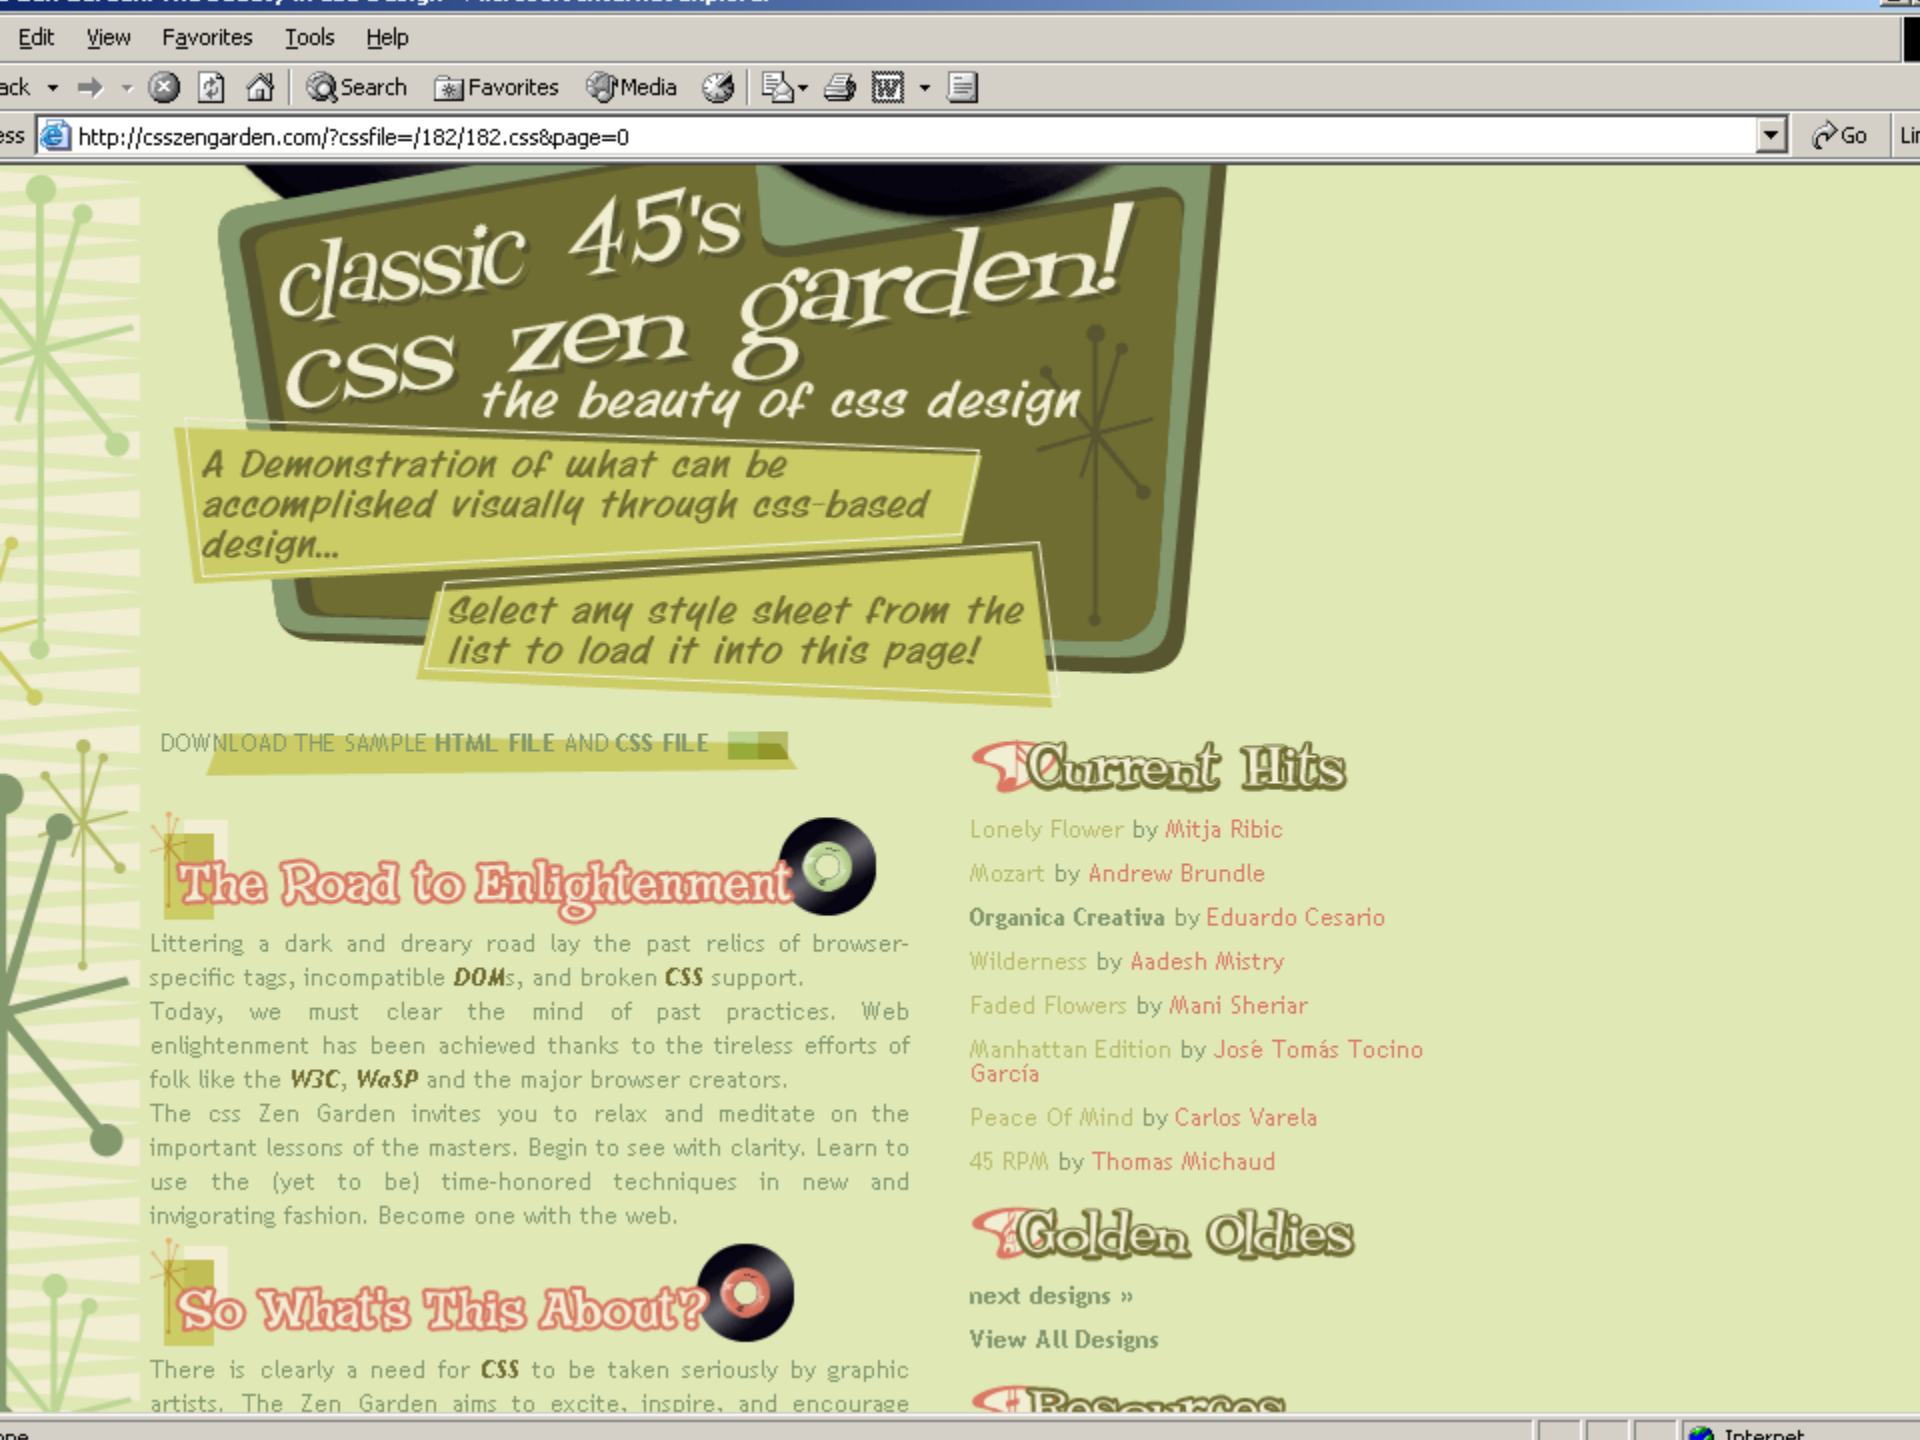 Edit View Favorites Tools Help
Search Favorites Media
http://csszengarden.com/?cssfile=/182/182.css&page=0 Go
classic 45's
css zen garden!
the beauty of css design
A Demonstration of what can be
accomplished visually through css-based
design...
Select any style sheet from the
list to load it into this page!
DOWNLOAD THE SAMPLE HTML FILE AND CSS FILE
The Road to Enlightenment
Littering a dark and dreary road lay the past relics of browser-
specific tags, incompatible DOMs, and broken CSS support.
Today, we must clear the mind of past practices. Web
enlightenment has been achieved thanks to the tireless efforts of
folk like the W3C, WaSP and the major browser creators.
The css Zen Garden invites you to relax and meditate on the
important lessons of the masters. Begin to see with clarity. Learn to
use the (yet to be) time-honored techniques in new and
invigorating fashion. Become one with the web.
So What's This About?
There is clearly a need for CSS to be taken seriously by graphic
artists. The Zen Garden aims to excite, inspire, and encourage
Current Hits
Lonely Flower by Mitja Ribic
Mozart by Andrew Brundle
Organica Creativa by Eduardo Cesario
Wilderness by Aadesh Mistry
Faded Flowers by Mani Sheriar
Manhattan Edition by José Tomás Tocino
García
Peace Of Mind by Carlos Varela
45 RPM by Thomas Michaud
Golden Oldies
next designs »
View All Designs
Resources
Internet